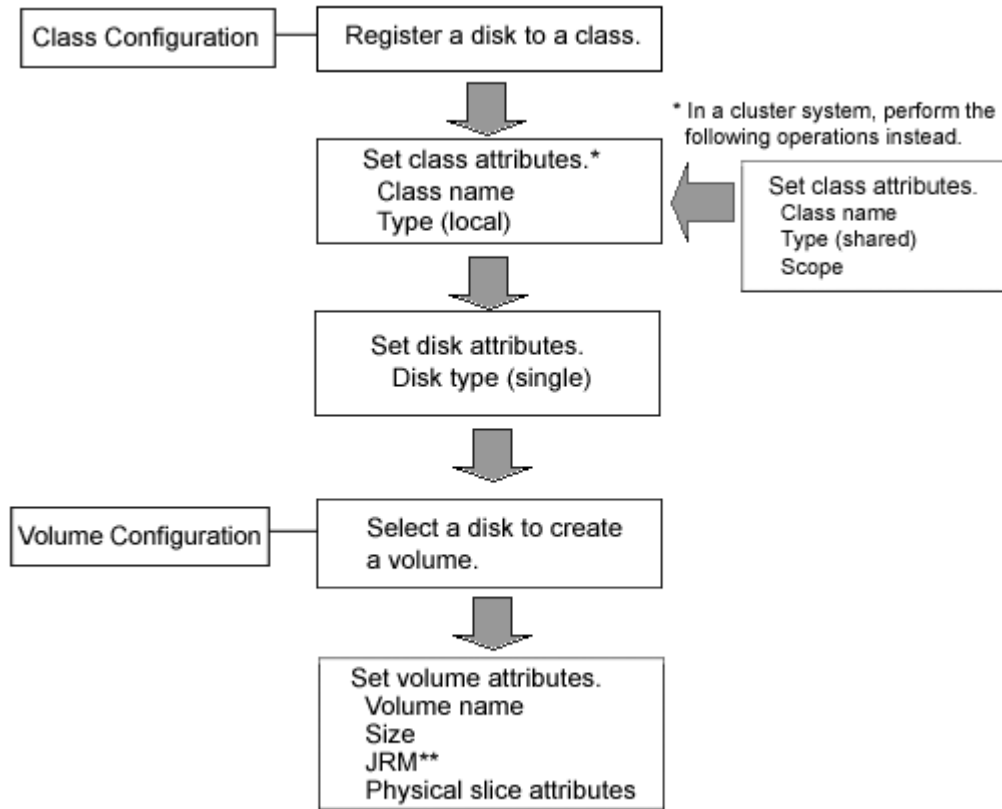 Class Configuration
Register a disk to a class.
* In a cluster system, perform the
following operations instead.
Set class attributes.*
Class name
Type (local)
Set class attributes.
Class name
Type (shared)
Scope
Set disk attributes.
Disk type (single)
Volume Configuration
Select a disk to create
a volume.
Set volume attributes.
Volume name
Size
JRM**
Physical slice attributes